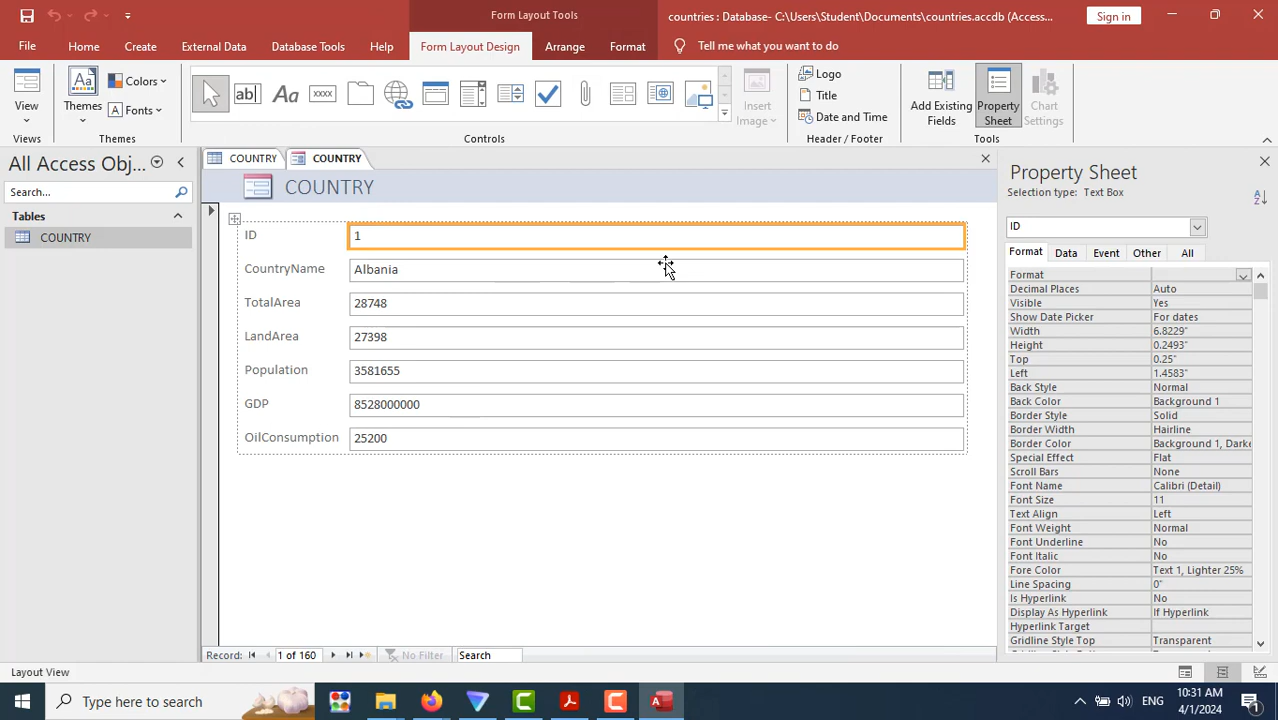 Form Layout Tools
countries : Database- C:\Users\Student\Documents\countries.accdb (Access...
Sign in
File Home Create External Data Database Tools Help Form Layout Design Arrange Format Tell me what you want to do
View
Themes
Colors
Fonts
ab|
Aa
xxxx
Insert Image
Logo
Title
Date and Time
Add Existing Fields
Property Sheet
Chart Settings
Views
Themes
Controls
Header / Footer
Tools
All Access Obj...
Search...
Tables
COUNTRY
COUNTRY
COUNTRY
COUNTRY
ID 1
CountryName Albania
TotalArea 28748
LandArea 27398
Population 3581655
GDP 8528000000
OilConsumption 25200
Record: 1 of 160 No Filter Search
Property Sheet
Selection type: Text Box
ID
Format Data Event Other All
Format
Decimal Places Auto
Visible Yes
Show Date Picker For dates
Width 6.8229"
Height 0.2493"
Top 0.25"
Left 1.4583"
Back Style Normal
Back Color Background 1
Border Style Solid
Border Width Hairline
Border Color Background 1, Darke
Special Effect Flat
Scroll Bars None
Font Name Calibri (Detail)
Font Size 11
Text Align Left
Font Weight Normal
Font Underline No
Font Italic No
Fore Color Text 1, Lighter 25%
Line Spacing 0"
Is Hyperlink No
Display As Hyperlink If Hyperlink
Hyperlink Target
Gridline Style Top Transparent
Layout View
Type here to search
ENG
10:31 AM
4/1/2024
1